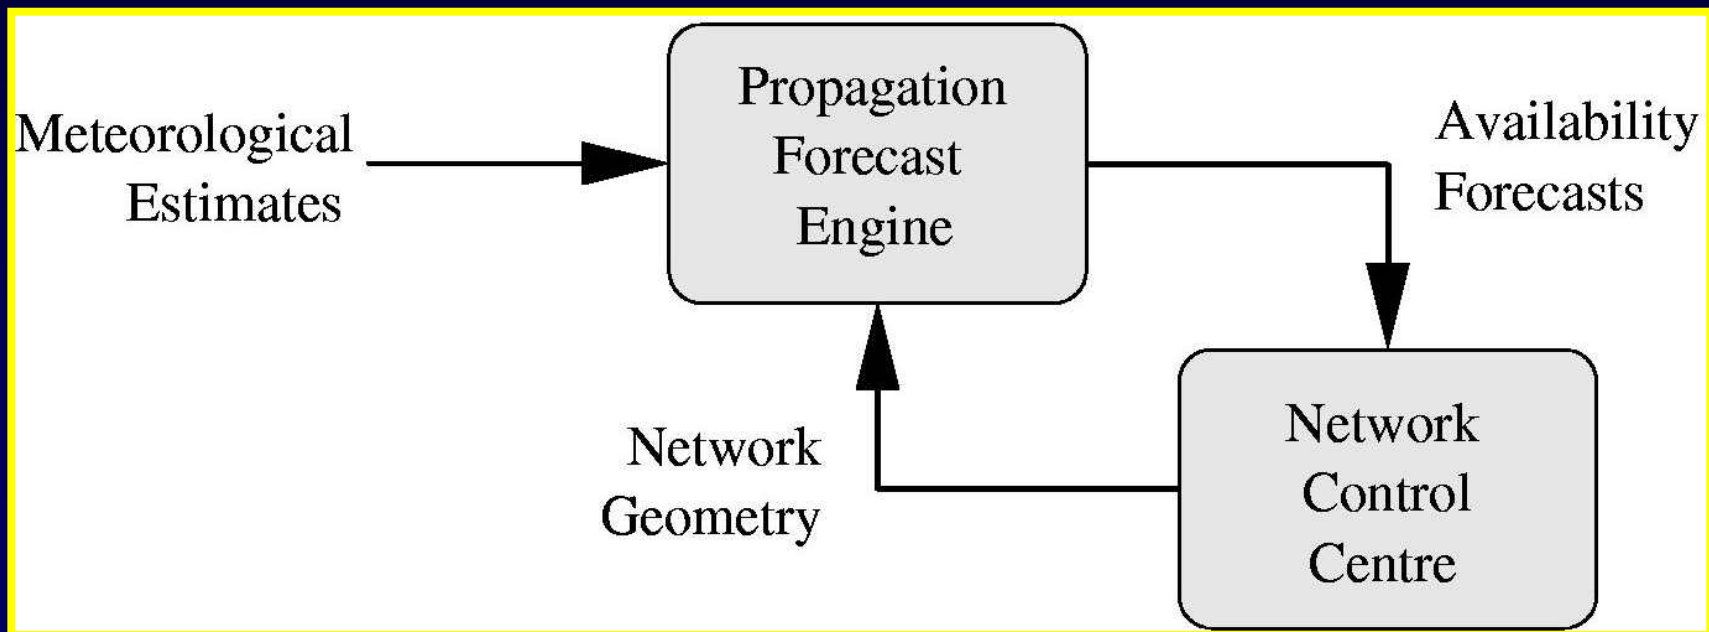 Meteorological
Estimates
Propagation
Forecast
Engine
Availability
Forecasts
Network
Geometry
Network
Control
Centre